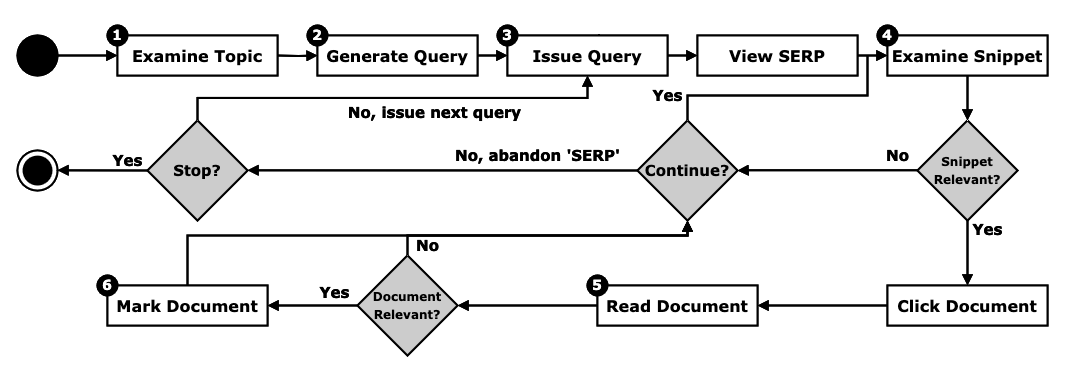 1
Examine Topic
2
Generate Query
3
Issue Query
View SERP
4
Examine Snippet
No, issue next query
Yes
Yes
Stop?
No, abandon 'SERP'
Continue?
No
Snippet
Relevant?
Yes
No
6
Mark Document
Yes
Document
Relevant?
5
Read Document
Click Document